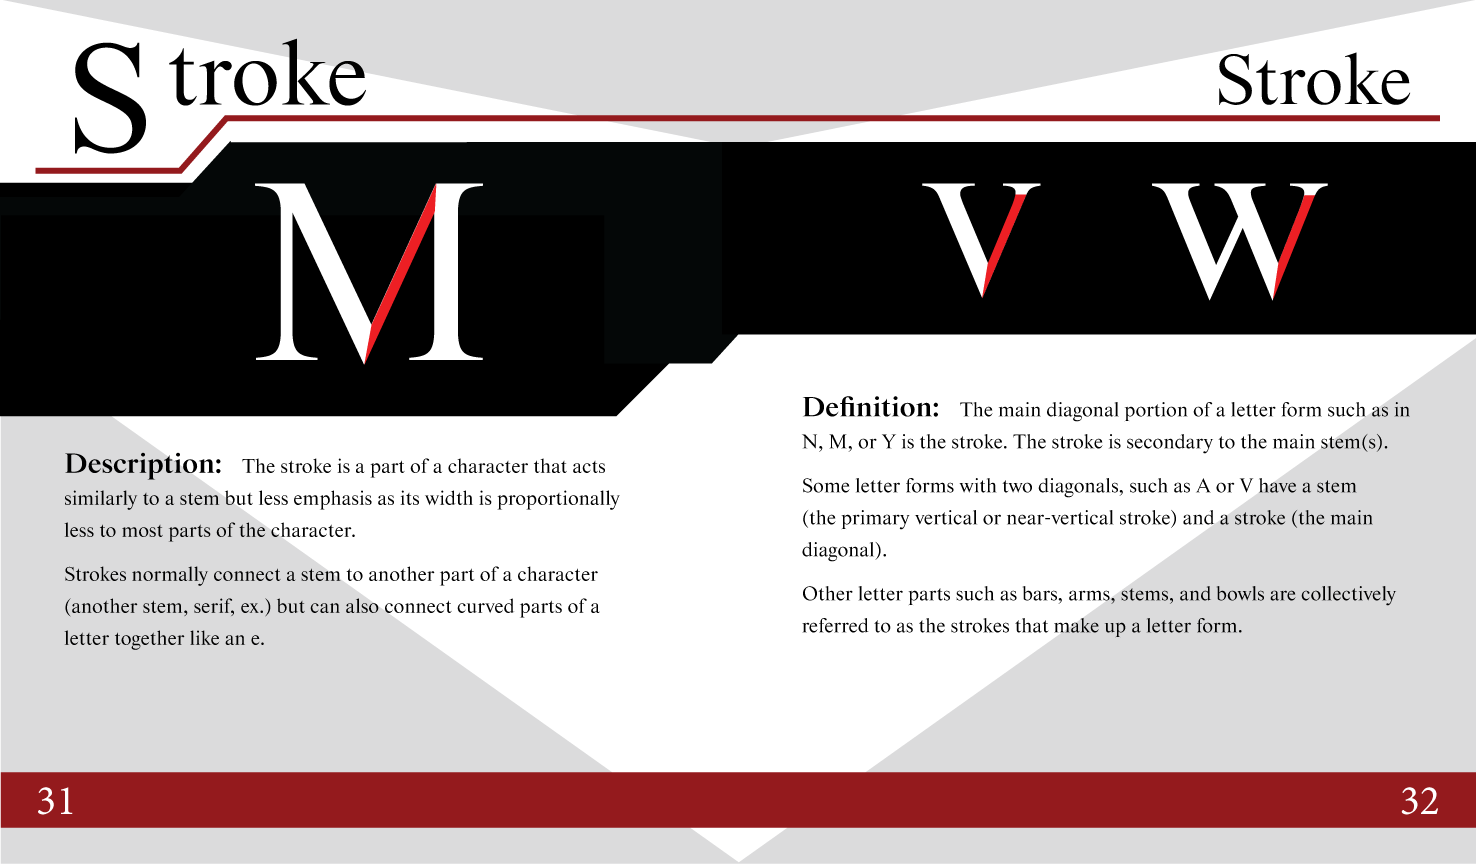 Stroke
Stroke
M
V W
Description: The stroke is a part of a character that acts
similarly to a stem but less emphasis as its width is proportionally
less to most parts of the character.
Strokes normally connect a stem to another part of a character
(another stem, serif, ex.) but can also connect curved parts of a
letter together like an e.
Definition: The main diagonal portion of a letter form such as in
N, M, or Y is the stroke. The stroke is secondary to the main stem(s).
Some letter forms with two diagonals, such as A or V have a stem
(the primary vertical or near-vertical stroke) and a stroke (the main
diagonal).
Other letter parts such as bars, arms, stems, and bowls are collectively
referred to as the strokes that make up a letter form.
31
32